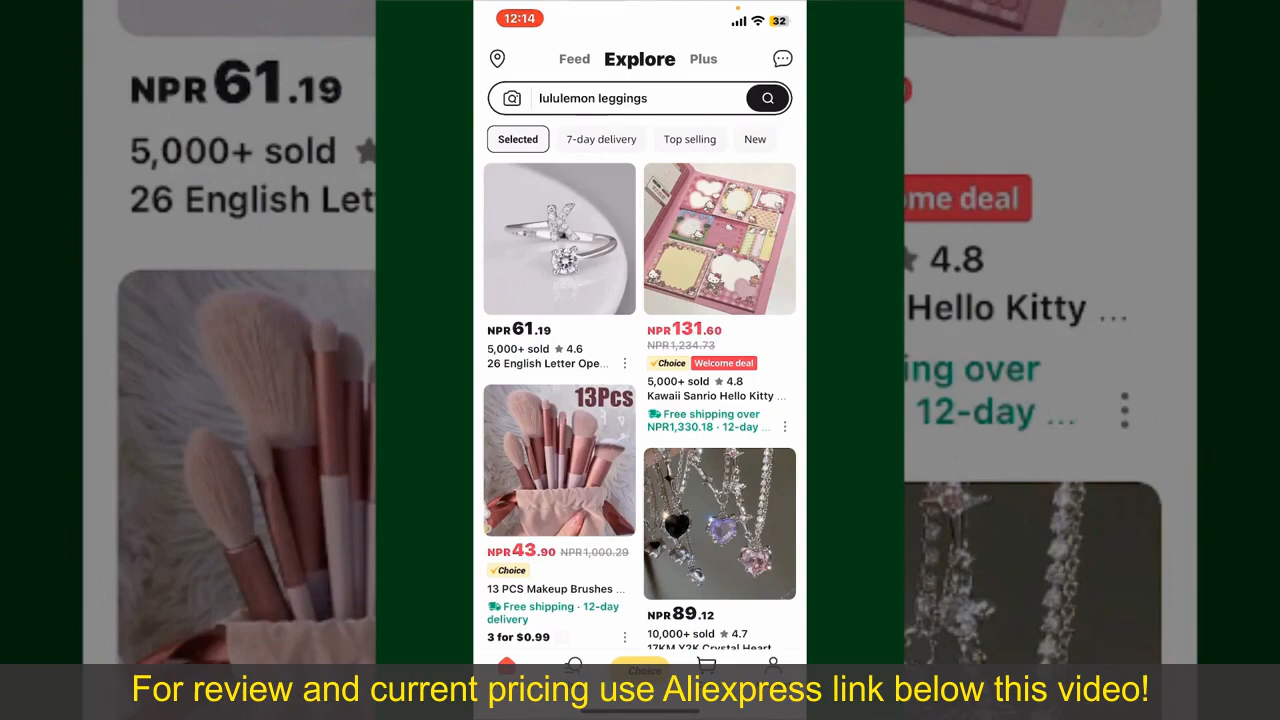 12:14
32
Feed Explore Plus
lululemon leggings
Selected 7-day delivery Top selling New
NPR61.19
5,000+ sold ★ 4.6
26 English Letter Ope...
13Pcs
NPR43.90 NPR1,000.29
✓Choice
13 PCS Makeup Brushes ...
Free shipping · 12-day
delivery
3 for $0.99
NPR131.60
NPR1,234.73
✓Choice Welcome deal
5,000+ sold ★ 4.8
Kawaii Sanrio Hello Kitty ...
Free shipping over
NPR1,330.18 · 12-day ...
NPR89.12
10,000+ sold ★ 4.7
17KM Y2K Crystal Heart
Choice
NPR61.19
5,000+ sold
26 English Let
me deal
4.8
Hello Kitty ...
ing over
12-day ...
For review and current pricing use Aliexpress link below this video!